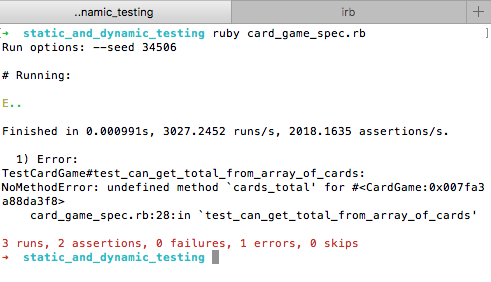 ..namic_testing irb +
→ static_and_dynamic_testing ruby card_game_spec.rb
Run options: --seed 34506
# Running:
E..
Finished in 0.000991s, 3027.2452 runs/s, 2018.1635 assertions/s.
1) Error:
TestCardGame#test_can_get_total_from_array_of_cards:
NoMethodError: undefined method `cards_total' for #<CardGame:0x007fa3
a88da3f8>
card_game_spec.rb:28:in `test_can_get_total_from_array_of_cards'
3 runs, 2 assertions, 0 failures, 1 errors, 0 skips
→ static_and_dynamic_testing